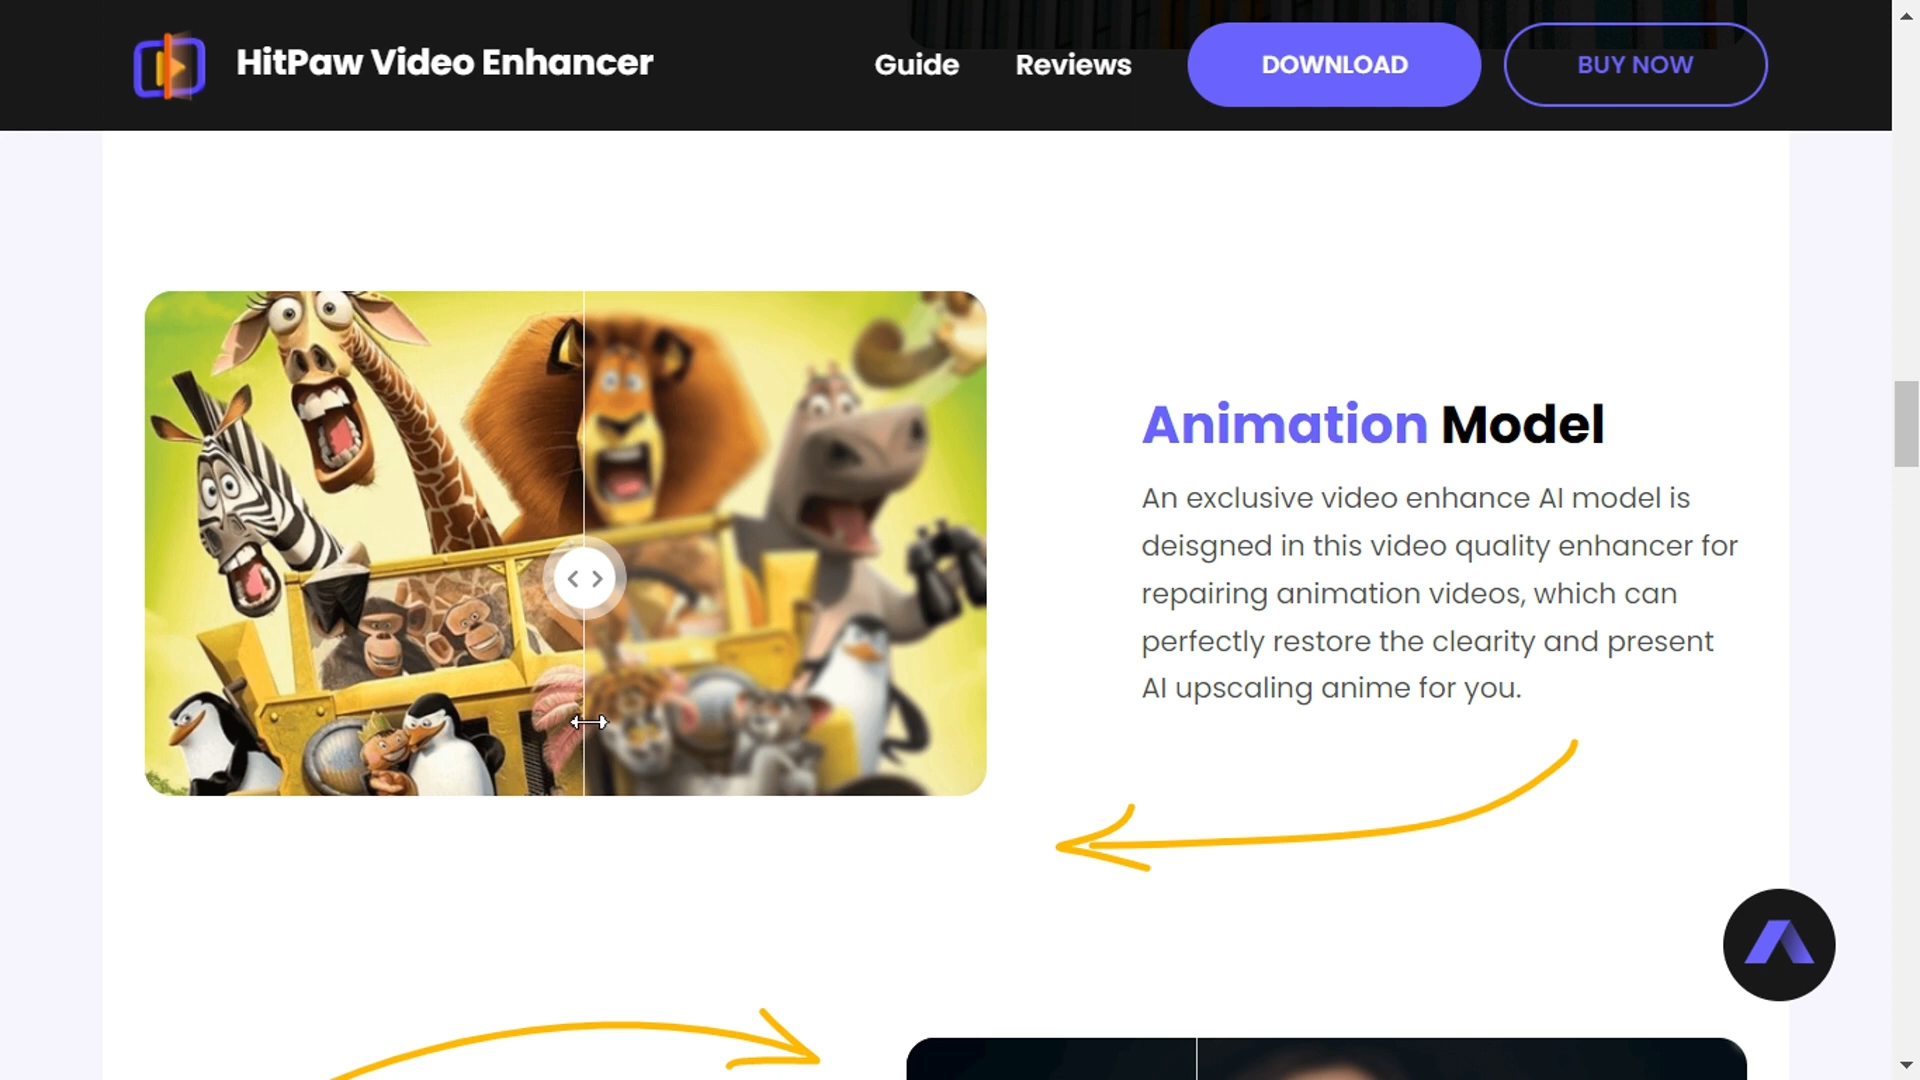 HitPaw Video Enhancer
Guide
Reviews
DOWNLOAD
BUY NOW
Animation Model
An exclusive video enhance AI model is
deisgned in this video quality enhancer for
repairing animation videos, which can
perfectly restore the clearity and present
AI upscaling anime for you.